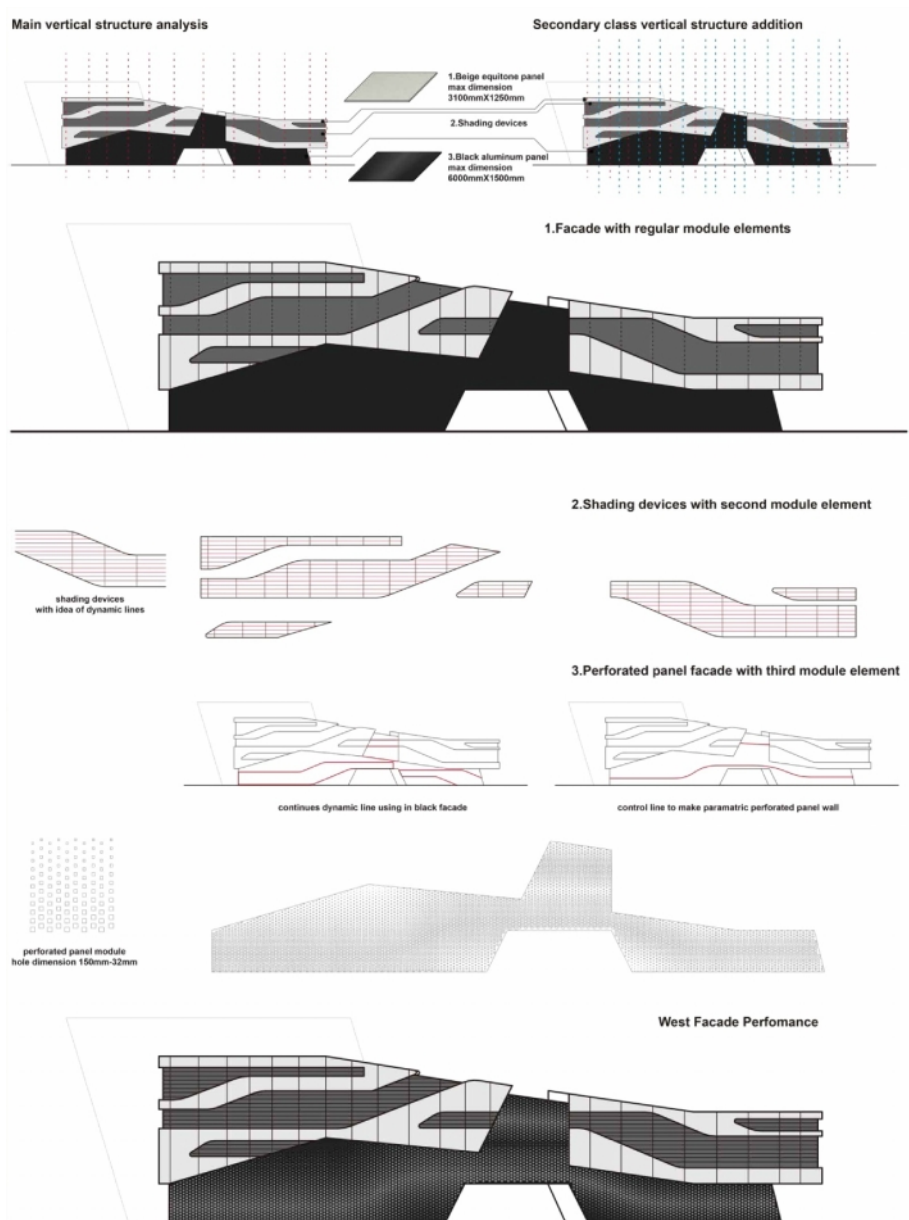 Main vertical structure analysis
Secondary class vertical structure addition
1.Beige equitone panel
max dimension
3100mmX1250mm
2.Shading devices
3.Black aluminum panel
max dimension
6000mmX1500mm
1.Facade with regular module elements
2.Shading devices with second module element
shading devices
with idea of dynamic lines
3.Perforated panel facade with third module element
continues dynamic line using in black facade
control line to make paramatric perforated panel wall
perforated panel module
hole dimension 150mm-32mm
West Facade Perfomance